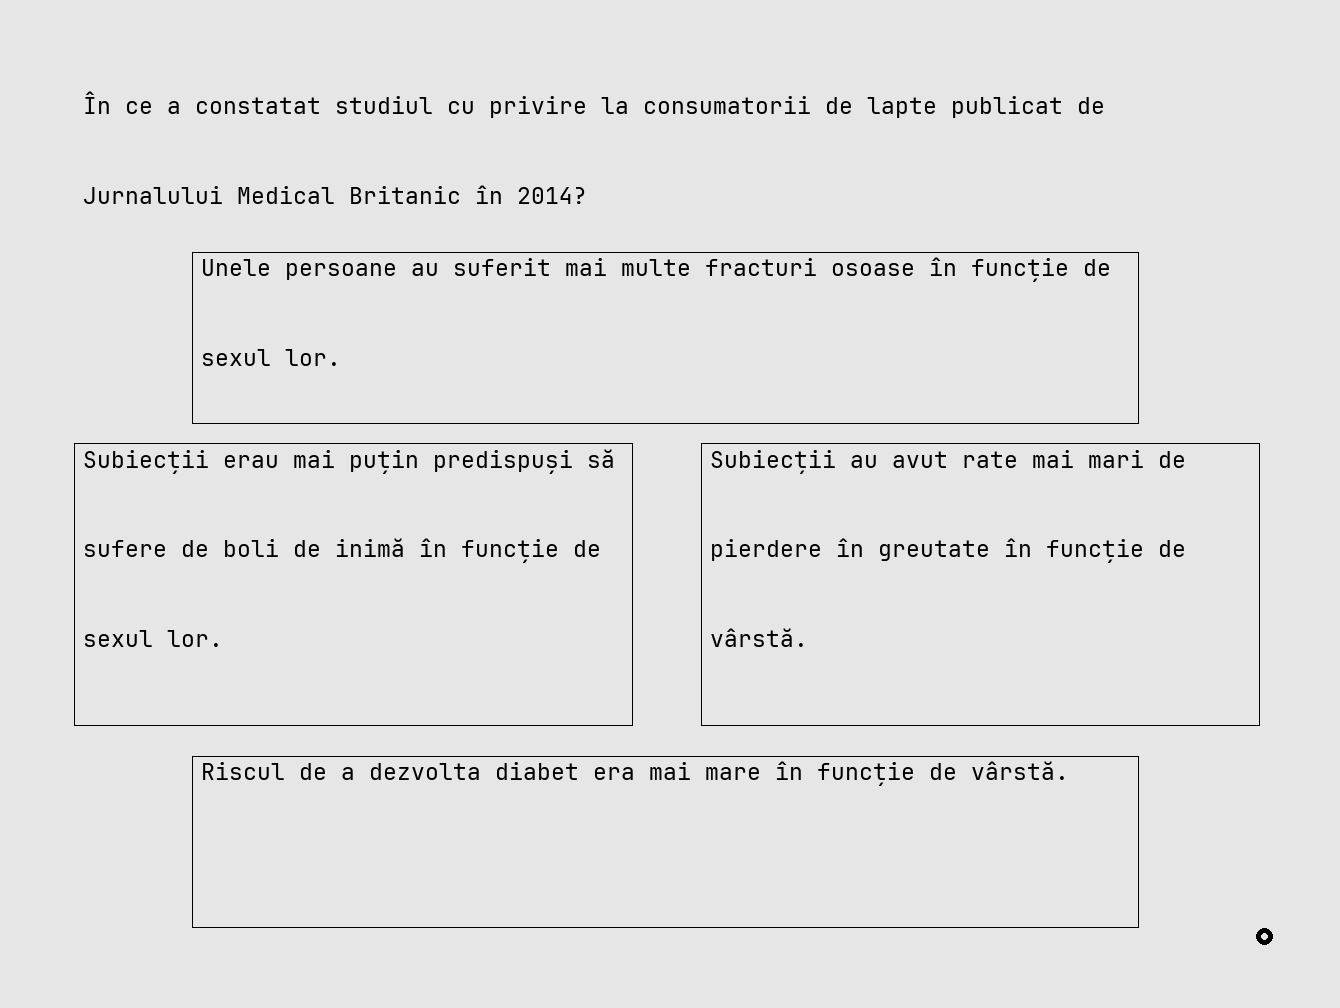 În ce a constatat studiul cu privire la consumatorii de lapte publicat de
Jurnalului Medical Britanic în 2014?
Unele persoane au suferit mai multe fracturi osoase în funcție de
sexul lor.
Subiecții erau mai puțin predispuși să
sufere de boli de inimă în funcție de
sexul lor.
Subiecții au avut rate mai mari de
pierdere în greutate în funcție de
vârstă.
Riscul de a dezvolta diabet era mai mare în funcție de vârstă.